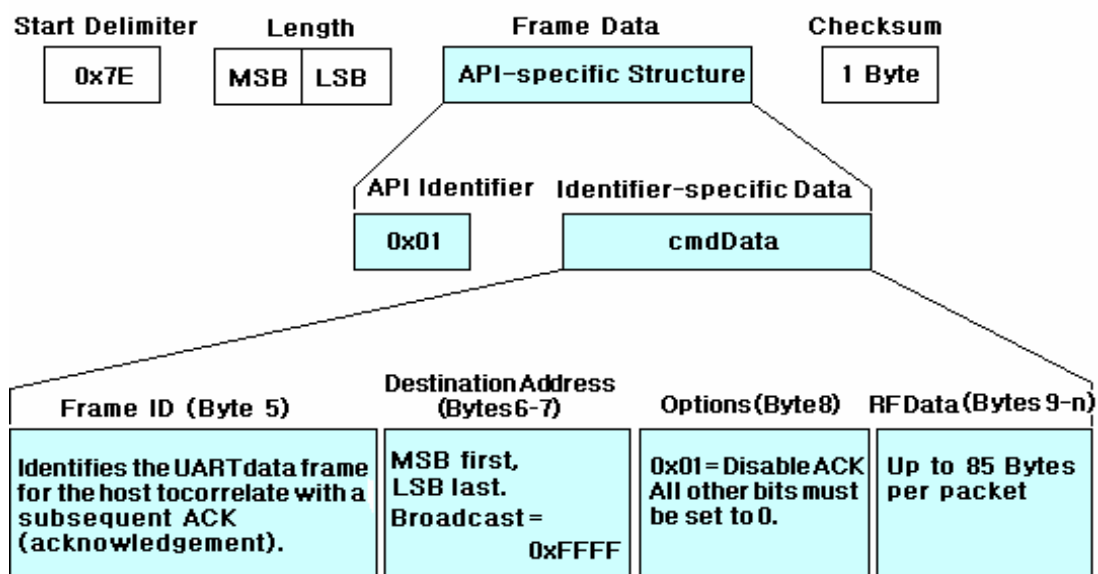 Start Delimiter Length Frame Data Checksum
0x7E MSB LSB API-specific Structure 1 Byte
API Identifier Identifier-specific Data
0x01 cmdData
Frame ID (Byte 5)
Identifies the UART data frame
for the host tocorrelate with a
subsequent ACK
(acknowledgement).
Destination Address
(Bytes 6-7)
MSB first,
LSB last.
Broadcast =
0xFFFF
Options (Byte 8)
0x01 = Disable ACK
All other bits must
be set to 0.
RF Data (Bytes 9-n)
Up to 85 Bytes
per packet